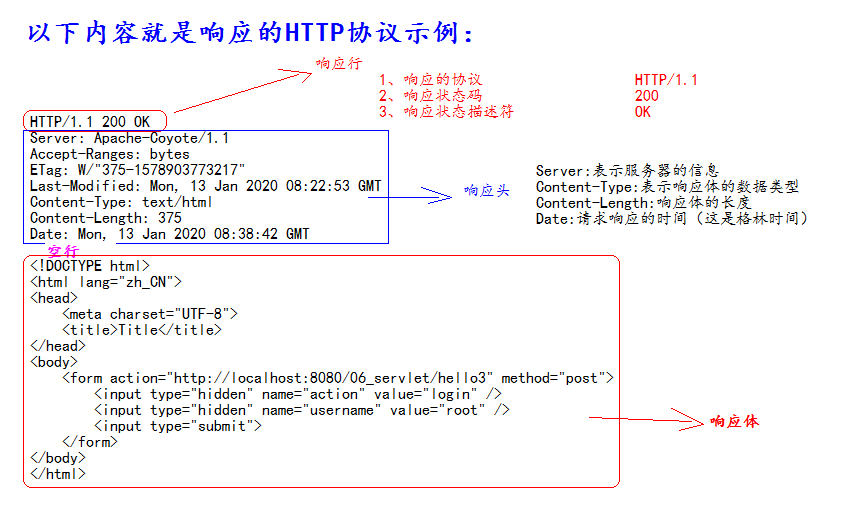 以下内容就是响应的HTTP协议示例：
响应行
1、响应的协议 HTTP/1.1
2、响应状态码 200
3、响应状态描述符 OK
HTTP/1.1 200 OK
Server: Apache-Coyote/1.1
Accept-Ranges: bytes
ETag: W/"375-1578903773217"
Last-Modified: Mon, 13 Jan 2020 08:22:53 GMT
Content-Type: text/html
Content-Length: 375
Date: Mon, 13 Jan 2020 08:38:42 GMT
响应头
Server:表示服务器的信息
Content-Type:表示响应体的数据类型
Content-Length:响应体的长度
Date:请求响应的时间（这是格林时间）
空行
<!DOCTYPE html>
<html lang="zh_CN">
<head>
    <meta charset="UTF-8">
    <title>Title</title>
</head>
<body>
    <form action="http://localhost:8080/06_servlet/hello3" method="post">
        <input type="hidden" name="action" value="login" />
        <input type="hidden" name="username" value="root" />
        <input type="submit">
    </form>
</body>
</html>
响应体